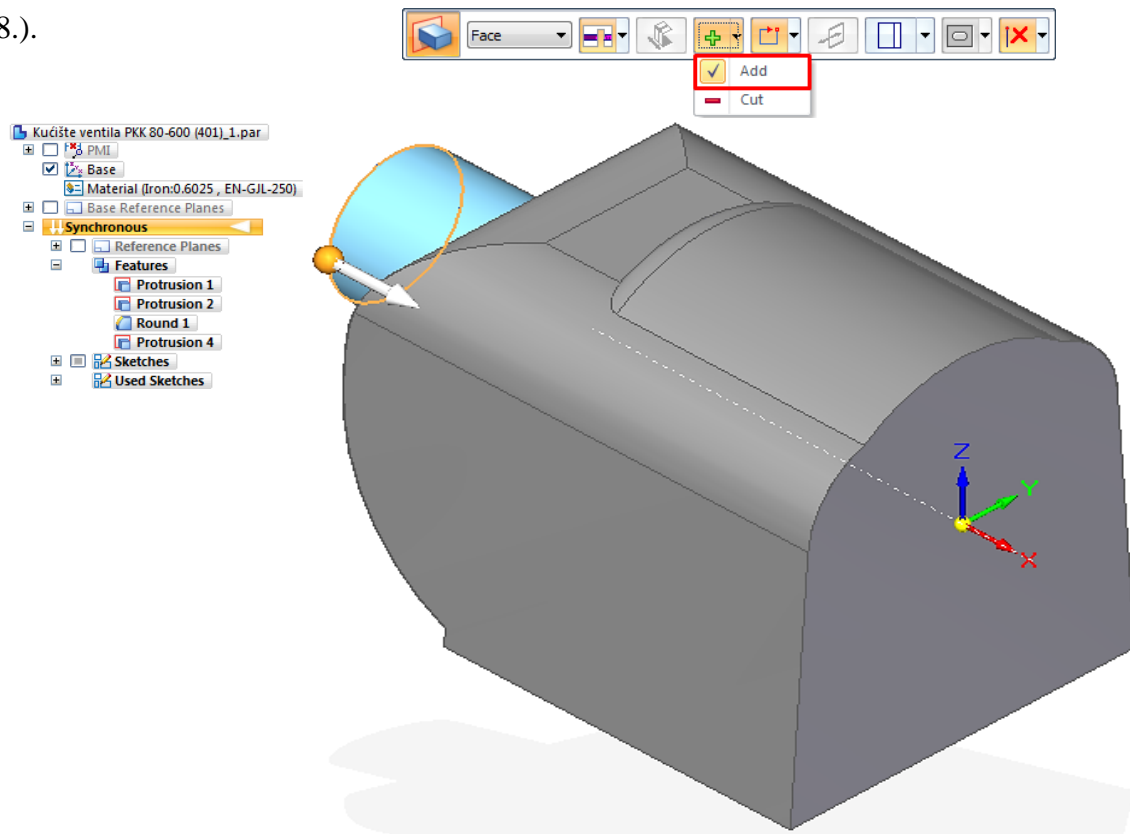 8.).
Face
Add
Cut
Kućište ventila PKK 80-600 (401)_1.par
PMI
Base
Material (Iron:0.6025 , EN-GJL-250)
Base Reference Planes
Synchronous
Reference Planes
Features
Protrusion 1
Protrusion 2
Round 1
Protrusion 4
Sketches
Used Sketches
Z
Y
X